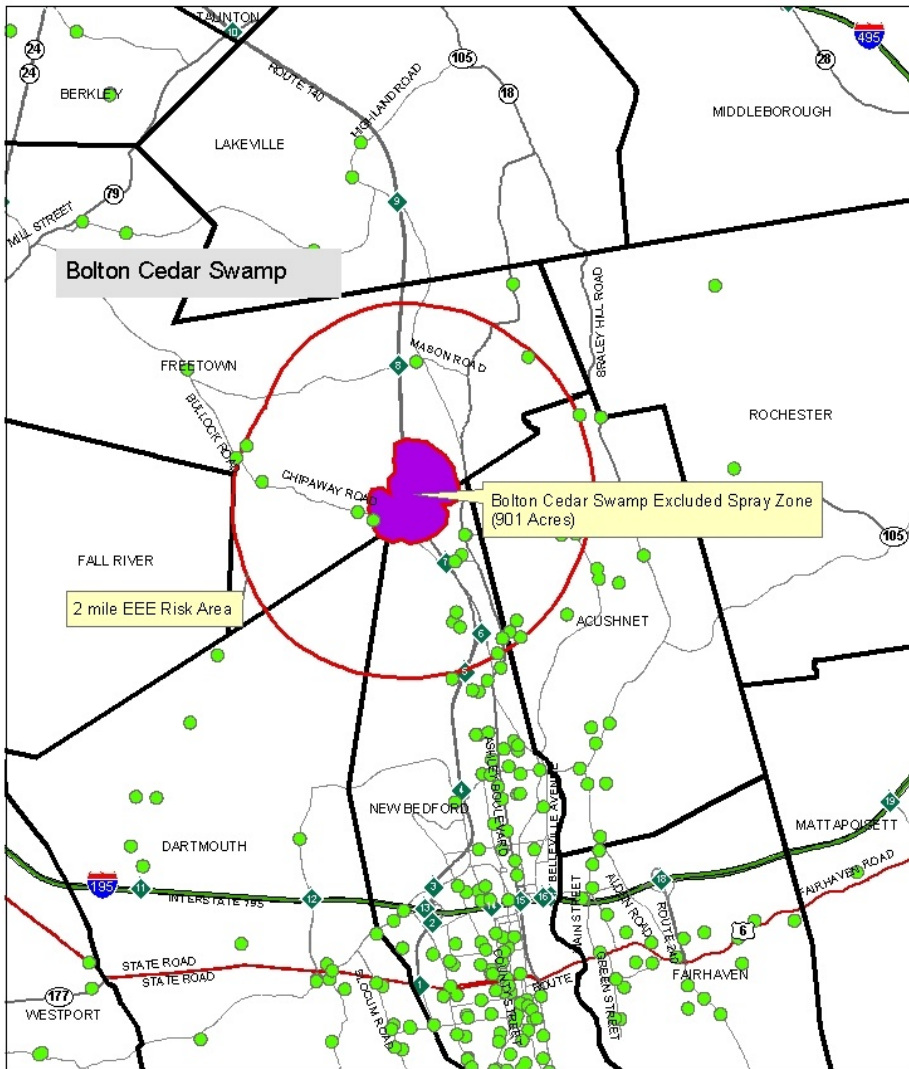 TAUNTON
10
495
24
105
28
24
ROUTE 140
HIGHLAND ROAD
BERKLEY
18
MIDDLEBOROUGH
LAKEVILLE
79
9
MILL STREET
Bolton Cedar Swamp
BRALEY HILL ROAD
MASON ROAD
FREETOWN
8
BULLOCK ROAD
ROCHESTER
CHIPAWAY ROAD
Bolton Cedar Swamp Excluded Spray Zone
(901 Acres)
105
FALL RIVER
7
2 mile EEE Risk Area
ACUSHNET
6
5
ASHLEY BOULEVARD
BELLEVILLE AVENUE
4
NEW BEDFORD
19
MATTAPOISETT
DARTMOUTH
195
11
3
18
FAIRHAVEN ROAD
INTERSTATE 195
12
13
14
15
16
2
MAIN STREET
ALDEN ROAD
ROUTE 240
6
STATE ROAD
STATE ROAD
1
COUNTY STREET
ROUTE
GREEN STREET
FAIRHAVEN
177
WESTPORT
SLOCUM ROAD